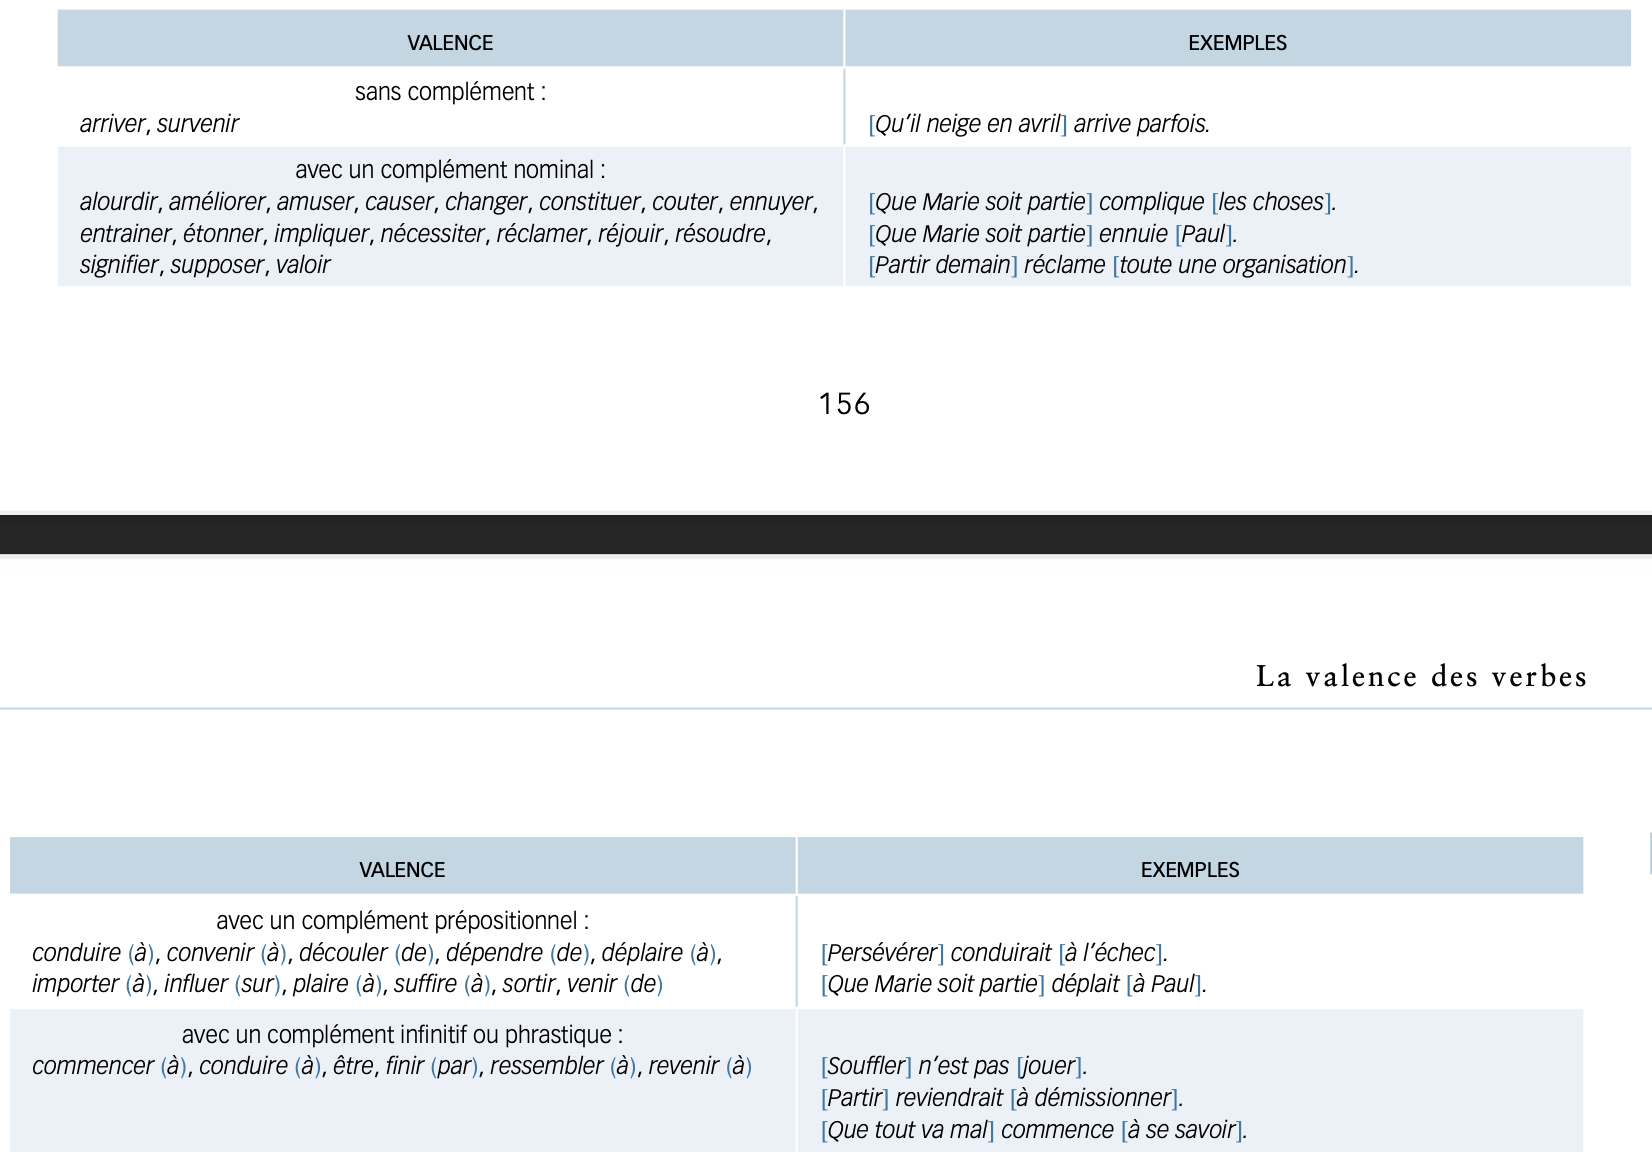 VALENCE EXEMPLES
sans complément :
arriver, survenir [Qu’il neige en avril] arrive parfois.
avec un complément nominal :
alourdir, améliorer, amuser, causer, changer, constituer, couter, ennuyer, [Que Marie soit partie] complique [les choses].
entrainer, étonner, impliquer, nécessiter, réclamer, réjouir, résoudre, [Que Marie soit partie] ennuie [Paul].
signifier, supposer, valoir [Partir demain] réclame [toute une organisation].
156
La valence des verbes
VALENCE EXEMPLES
avec un complément prépositionnel :
conduire (à), convenir (à), découler (de), dépendre (de), déplaire (à), [Persévérer] conduirait [à l’échec].
importer (à), influer (sur), plaire (à), suffire (à), sortir, venir (de) [Que Marie soit partie] déplait [à Paul].
avec un complément infinitif ou phrastique :
commencer (à), conduire (à), être, finir (par), ressembler (à), revenir (à) [Souffler] n’est pas [jouer].
[Partir] reviendrait [à démissionner].
[Que tout va mal] commence [à se savoir].